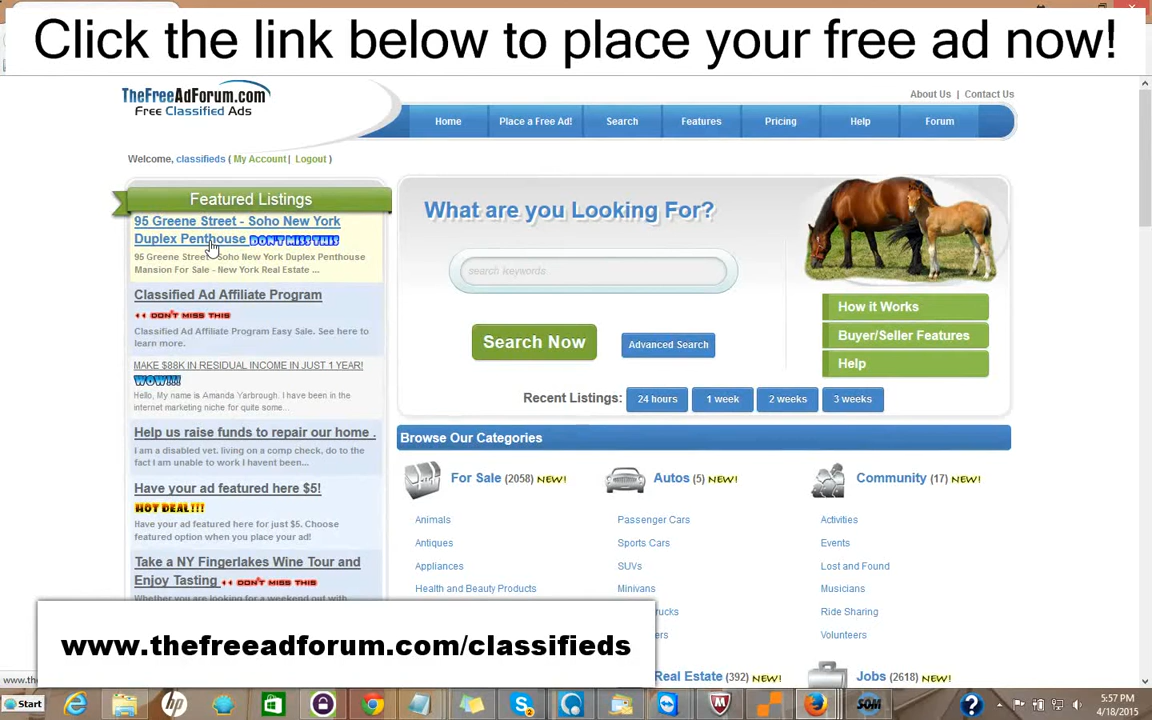 Click the link below to place your free ad now!
TheFreeAdForum.com
Free Classified Ads
About Us | Contact Us
Home Place a Free Ad! Search Features Pricing Help Forum
Welcome, classifieds ( My Account | Logout )
Featured Listings
95 Greene Street - Soho New York
Duplex Penthouse DON'T MISS THIS
95 Greene Street - Soho New York Duplex Penthouse
Mansion For Sale - New York Real Estate ...
Classified Ad Affiliate Program
DON'T MISS THIS
Classified Ad Affiliate Program Easy Sale. See here to
learn more.
MAKE $88K IN RESIDUAL INCOME IN JUST 1 YEAR!
WOW!!!
Hello, My name is Amanda Yarbrough. I have been in the
internet marketing niche for quite some...
Help us raise funds to repair our home .
I am a disabled vet. living on a comp check. do to the
fact I am unable to work I havent been...
Have your ad featured here $5!
HOT DEAL!!!
Have your ad featured here for just $5. Choose
featured option when you place your ad!
Take a NY Fingerlakes Wine Tour and
Enjoy Tasting DON'T MISS THIS
Whether you are looking for a weekend out with
What are you Looking For?
search keywords
Search Now
Advanced Search
How it Works
Buyer/Seller Features
Help
Recent Listings: 24 hours 1 week 2 weeks 3 weeks
Browse Our Categories
For Sale (2058) NEW!
Animals
Antiques
Appliances
Health and Beauty Products
Autos (5) NEW!
Passenger Cars
Sports Cars
SUVs
Minivans
Community (17) NEW!
Activities
Events
Lost and Found
Musicians
Ride Sharing
Volunteers
Real Estate (392) NEW!
Jobs (2618) NEW!
www.thefreeadforum.com/classifieds
Start
5:57 PM
4/18/2015